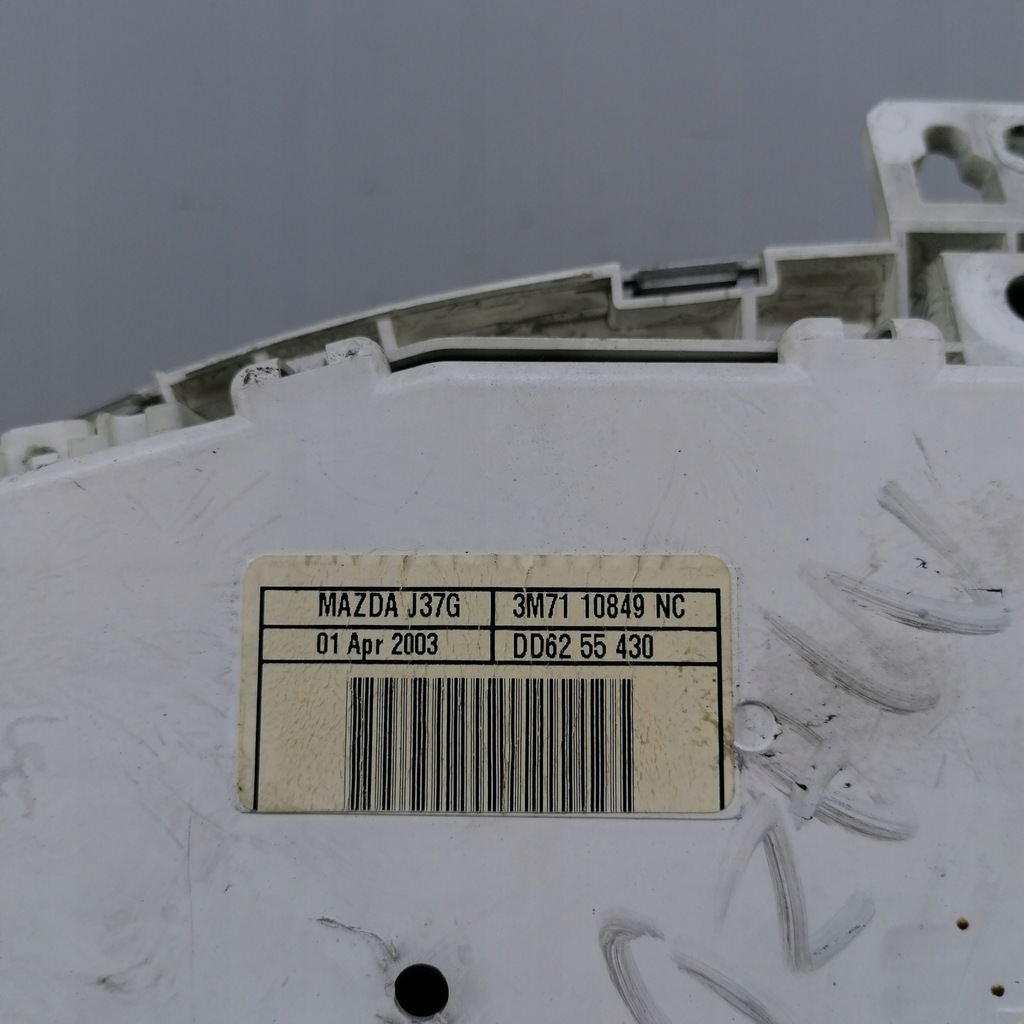 MAZDA J37G 3M71 10849 NC
01 Apr 2003 DD62 55 430